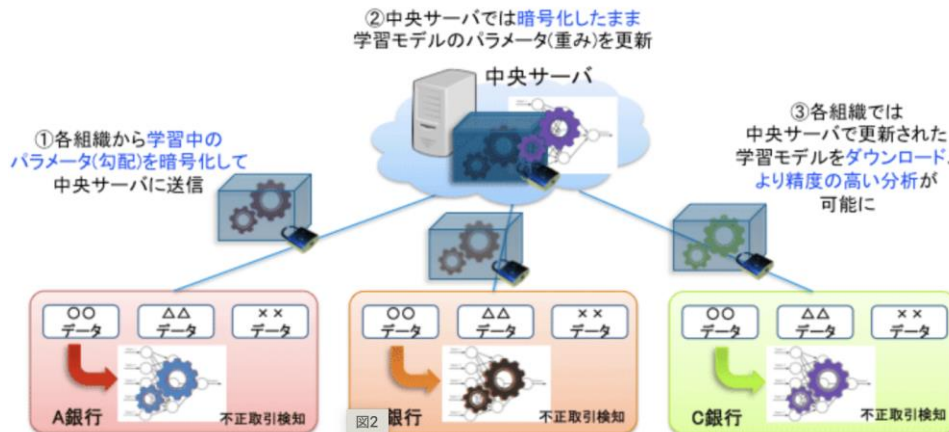 ②中央サーバでは暗号化したまま
学習モデルのパラメータ(重み)を更新
中央サーバ
①各組織から学習中の
パラメータ(勾配)を暗号化して
中央サーバに送信
③各組織では
中央サーバで更新された
学習モデルをダウンロード、
より精度の高い分析が
可能に
○○
データ
△△
データ
××
データ
A銀行
不正取引検知
○○
データ
△△
データ
××
データ
図2
銀行
不正取引検知
○○
データ
△△
データ
××
データ
C銀行
不正取引検知